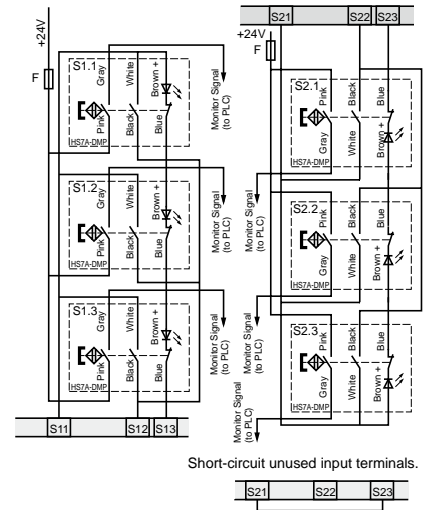 +24V
F
S1.1
Gray
White
Brown +
Pink
Black
Blue
HS7A-DMP
Monitor Signal
(to PLC)
S1.2
Gray
White
Brown +
Pink
Black
Blue
HS7A-DMP
Monitor Signal
(to PLC)
S1.3
Gray
White
Brown +
Pink
Black
Blue
HS7A-DMP
Monitor Signal
(to PLC)
S11
S12
S13
S21
S22
S23
+24V
F
S2.1
Pink
Black
Blue
Gray
White
Brown +
HS7A-DMP
Monitor Signal
(to PLC)
S2.2
Pink
Black
Blue
Gray
White
Brown +
HS7A-DMP
Monitor Signal
(to PLC)
S2.3
Pink
Black
Blue
Gray
White
Brown +
HS7A-DMP
Monitor Signal
(to PLC)
Short-circuit unused input terminals.
S21
S22
S23